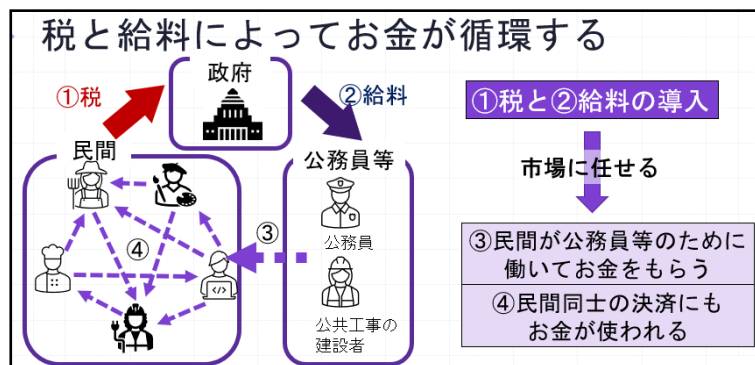 税と給料によってお金が循環する
政府
①税
②給料
民間
公務員等
公務員
③
④
</>
公共工事の
建設者
①税と②給料の導入
市場に任せる
③民間が公務員等のために
働いてお金をもらう
④民間同士の決済にも
お金が使われる